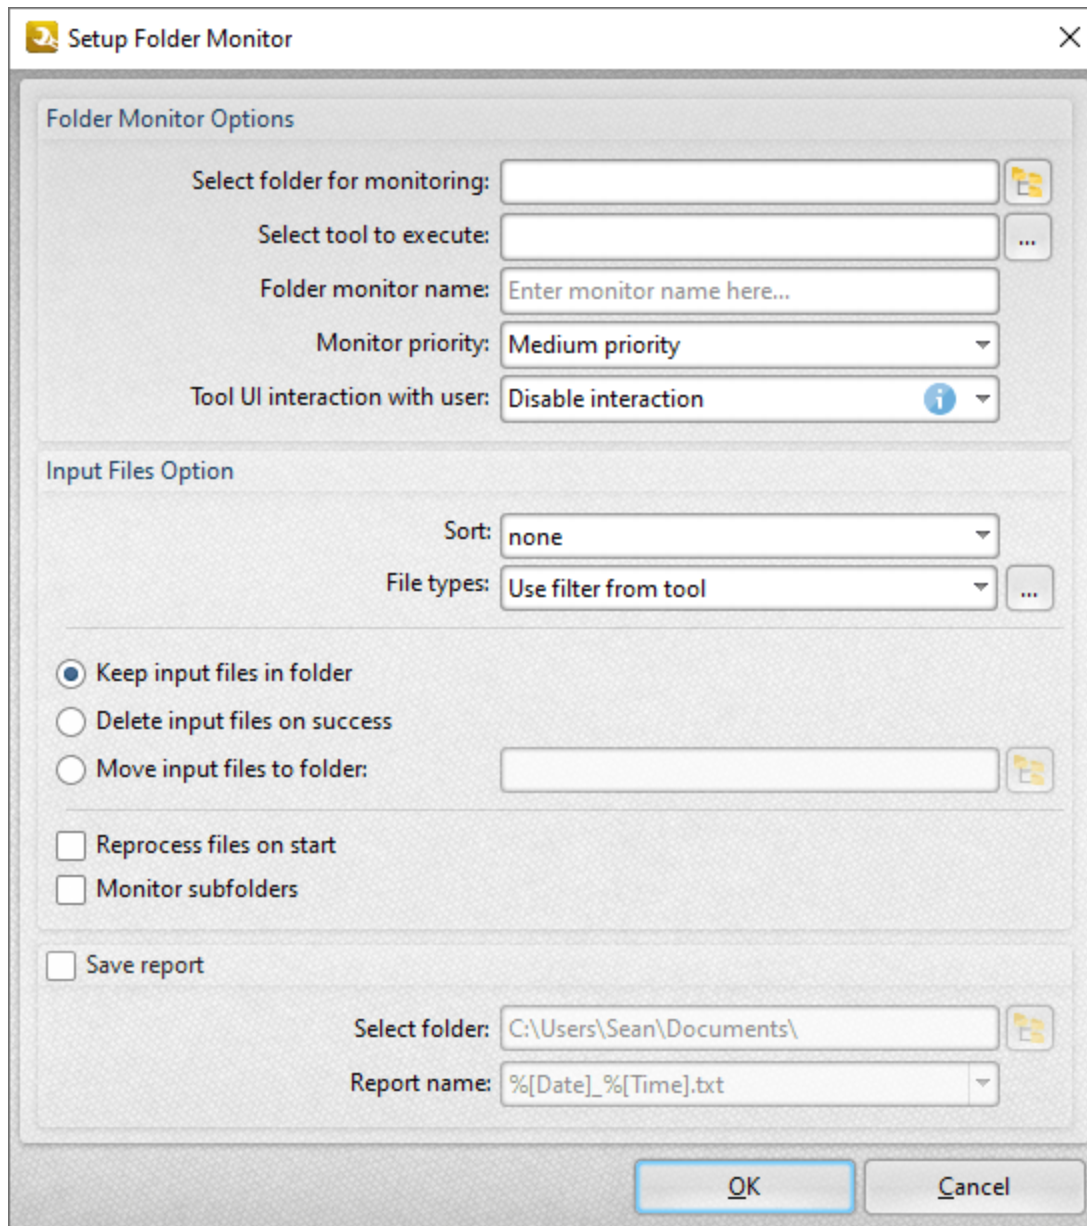 Setup Folder Monitor
Folder Monitor Options
Select folder for monitoring:
Select tool to execute: ...
Folder monitor name: Enter monitor name here...
Monitor priority: Medium priority
Tool UI interaction with user: Disable interaction i
Input Files Option
Sort: none
File types: Use filter from tool ...
Keep input files in folder
Delete input files on success
Move input files to folder:
Reprocess files on start
Monitor subfolders
Save report
Select folder: C:\Users\Sean\Documents\
Report name: %[Date]_%[Time].txt
OK Cancel